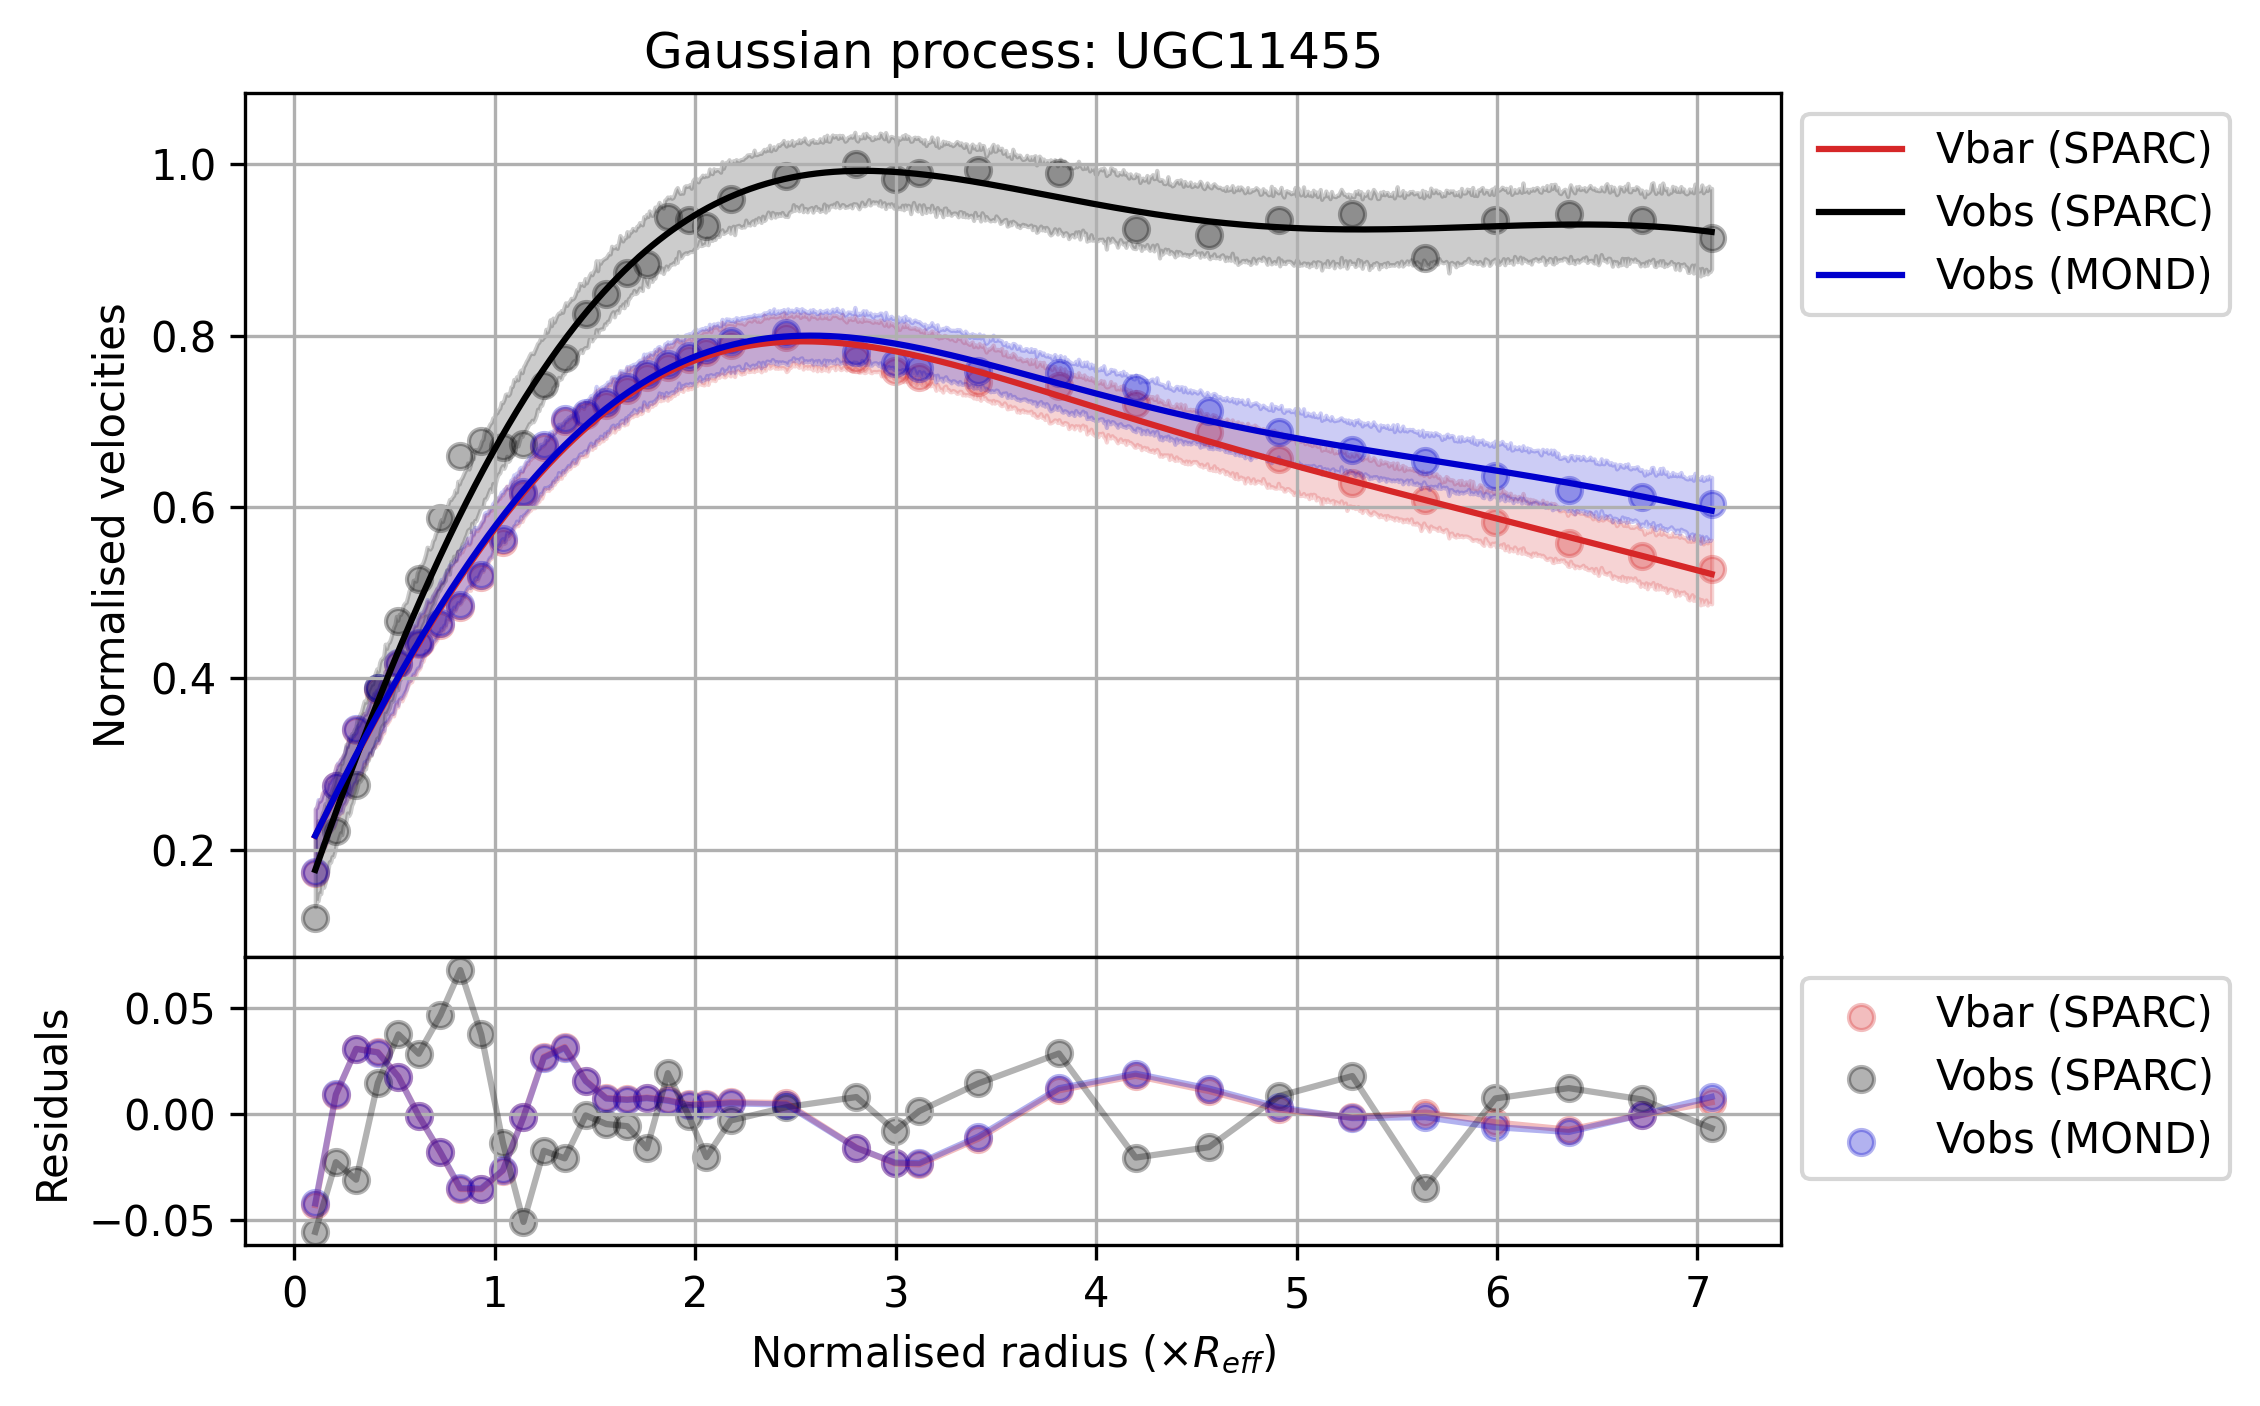 Gaussian process: UGC11455
Normalised velocities
1.0
0.8
0.6
0.4
0.2
Vbar (SPARC)
Vobs (SPARC)
Vobs (MOND)
Residuals
0.05
0.00
−0.05
Vbar (SPARC)
Vobs (SPARC)
Vobs (MOND)
0 1 2 3 4 5 6 7
Normalised radius (×R_eff)